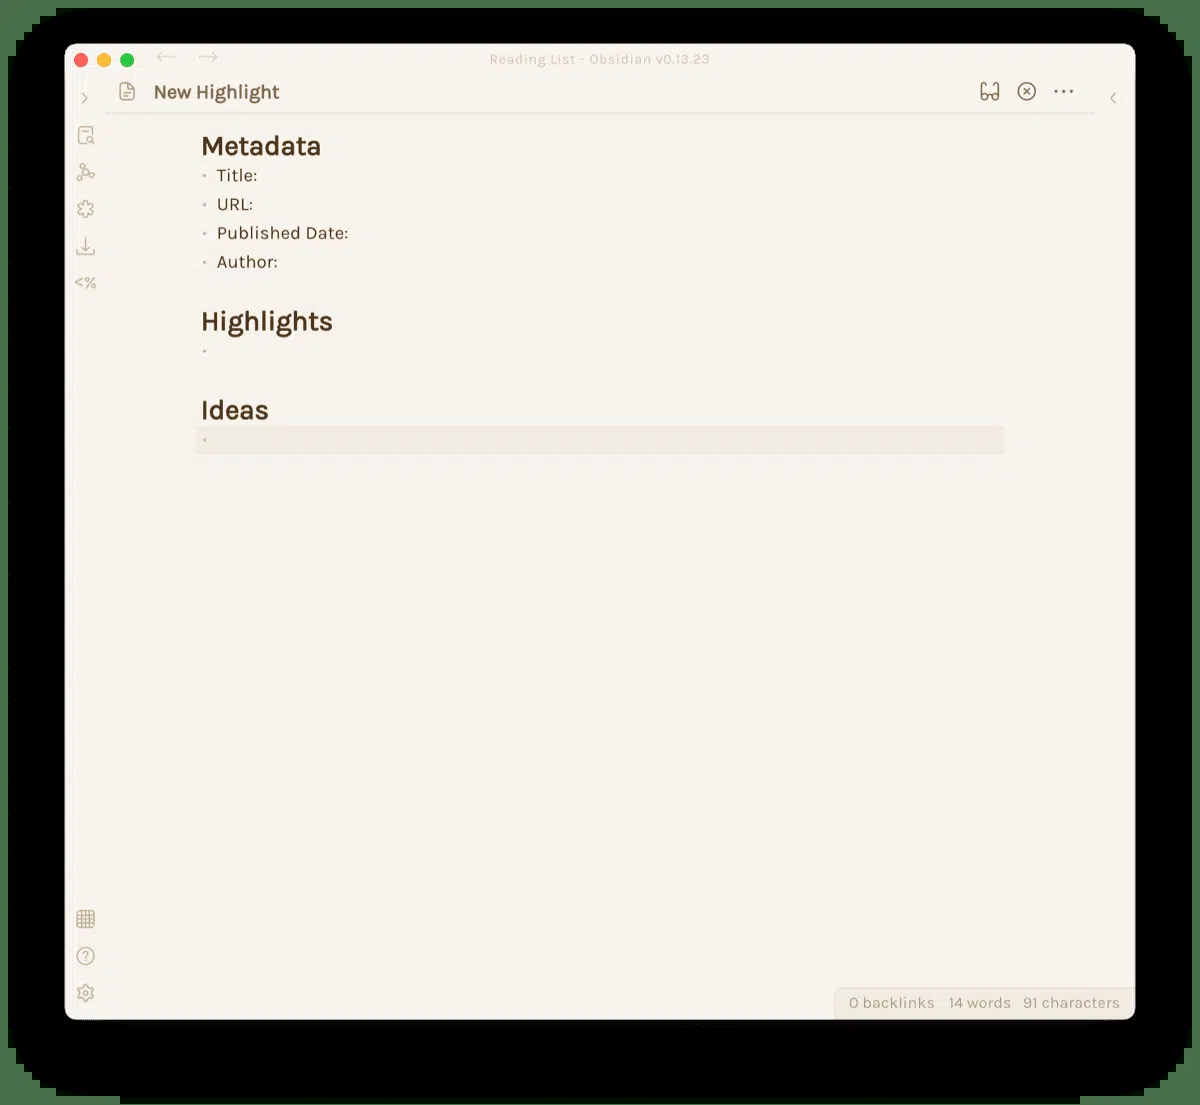 Reading List - Obsidian v0.13.23
New Highlight
Metadata
Title:
URL:
Published Date:
Author:
<%
Highlights
Ideas
0 backlinks 14 words 91 characters